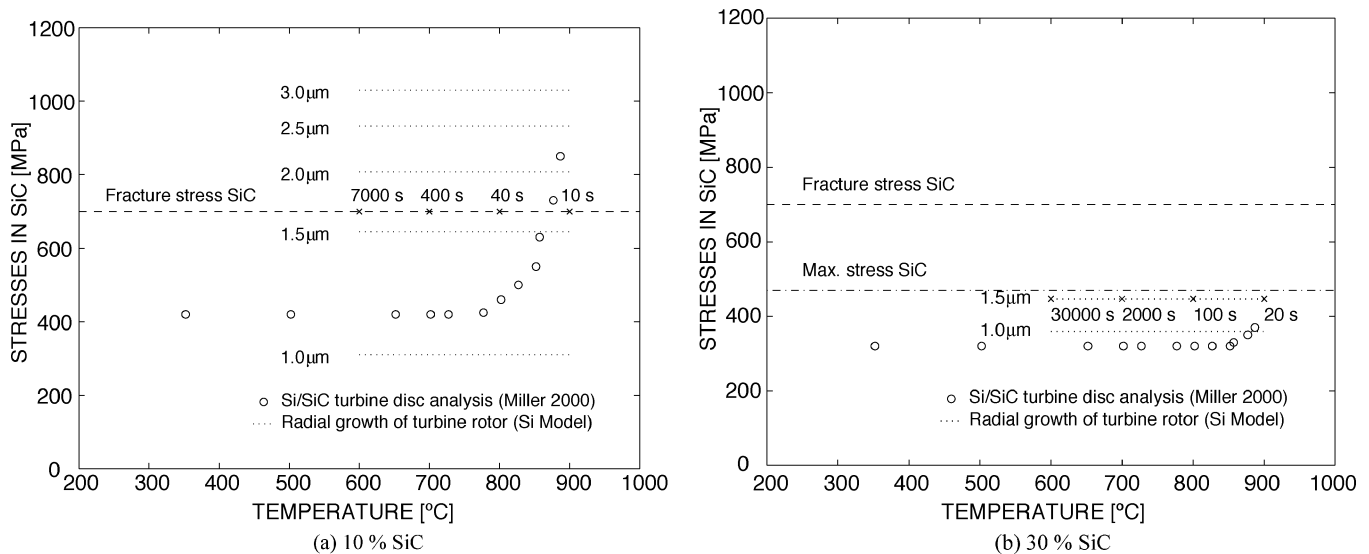 1200
1000
800
600
400
200
0
STRESSES IN SiC [MPa]
3.0μm
2.5μm
2.0μm
Fracture stress SiC
7000 s 400 s 40 s 10 s
1.5μm
1.0μm
Si/SiC turbine disc analysis (Miller 2000)
Radial growth of turbine rotor (Si Model)
200 300 400 500 600 700 800 900 1000
TEMPERATURE [ºC]
(a) 10 % SiC
1200
1000
800
600
400
200
0
STRESSES IN SiC [MPa]
Fracture stress SiC
Max. stress SiC
1.5μm
30000 s 2000 s 100 s 20 s
1.0μm
Si/SiC turbine disc analysis (Miller 2000)
Radial growth of turbine rotor (Si Model)
200 300 400 500 600 700 800 900 1000
TEMPERATURE [ºC]
(b) 30 % SiC